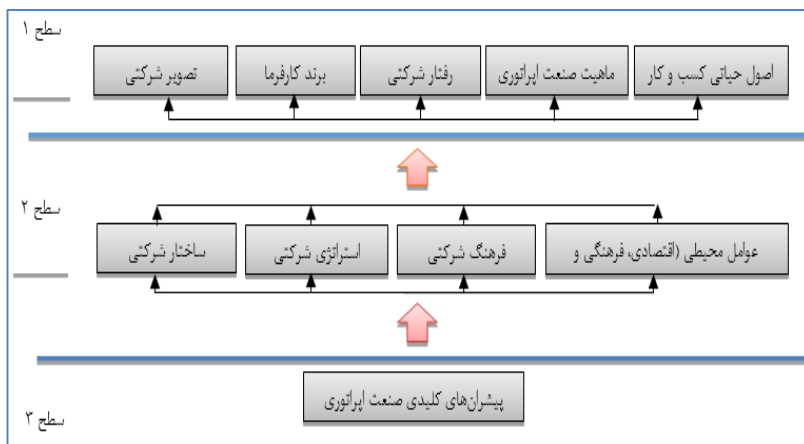 سطح ۱
اصول حیاتی کسب و کار
ماهیت صنعت اپراتوری
رفتار شرکتی
برند کارفرما
تصویر شرکتی
سطح ۲
عوامل محیطی (اقتصادی، فرهنگی و
فرهنگ شرکتی
استراتژی شرکتی
ساختار شرکتی
پیشران‌های کلیدی صنعت اپراتوری
سطح ۳